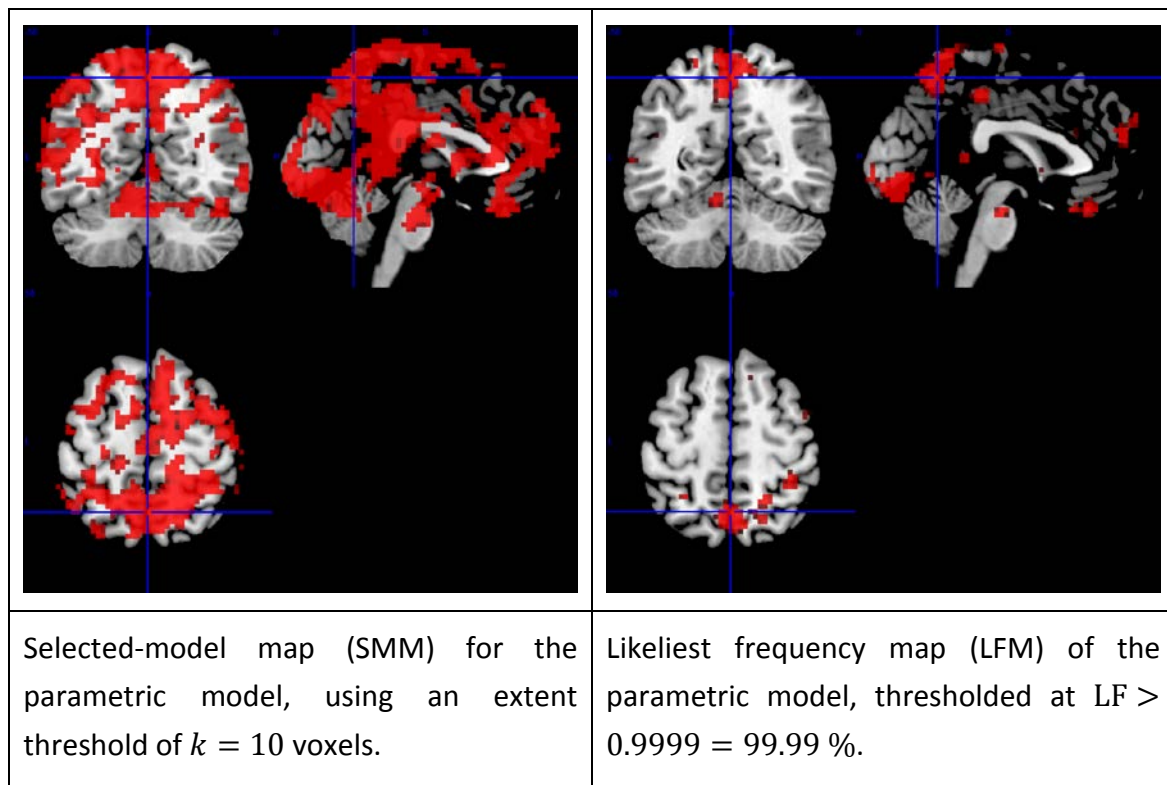 Selected-model map (SMM) for the
parametric model, using an extent
threshold of k = 10 voxels.
Likeliest frequency map (LFM) of the
parametric model, thresholded at LF >
0.9999 = 99.99 %.